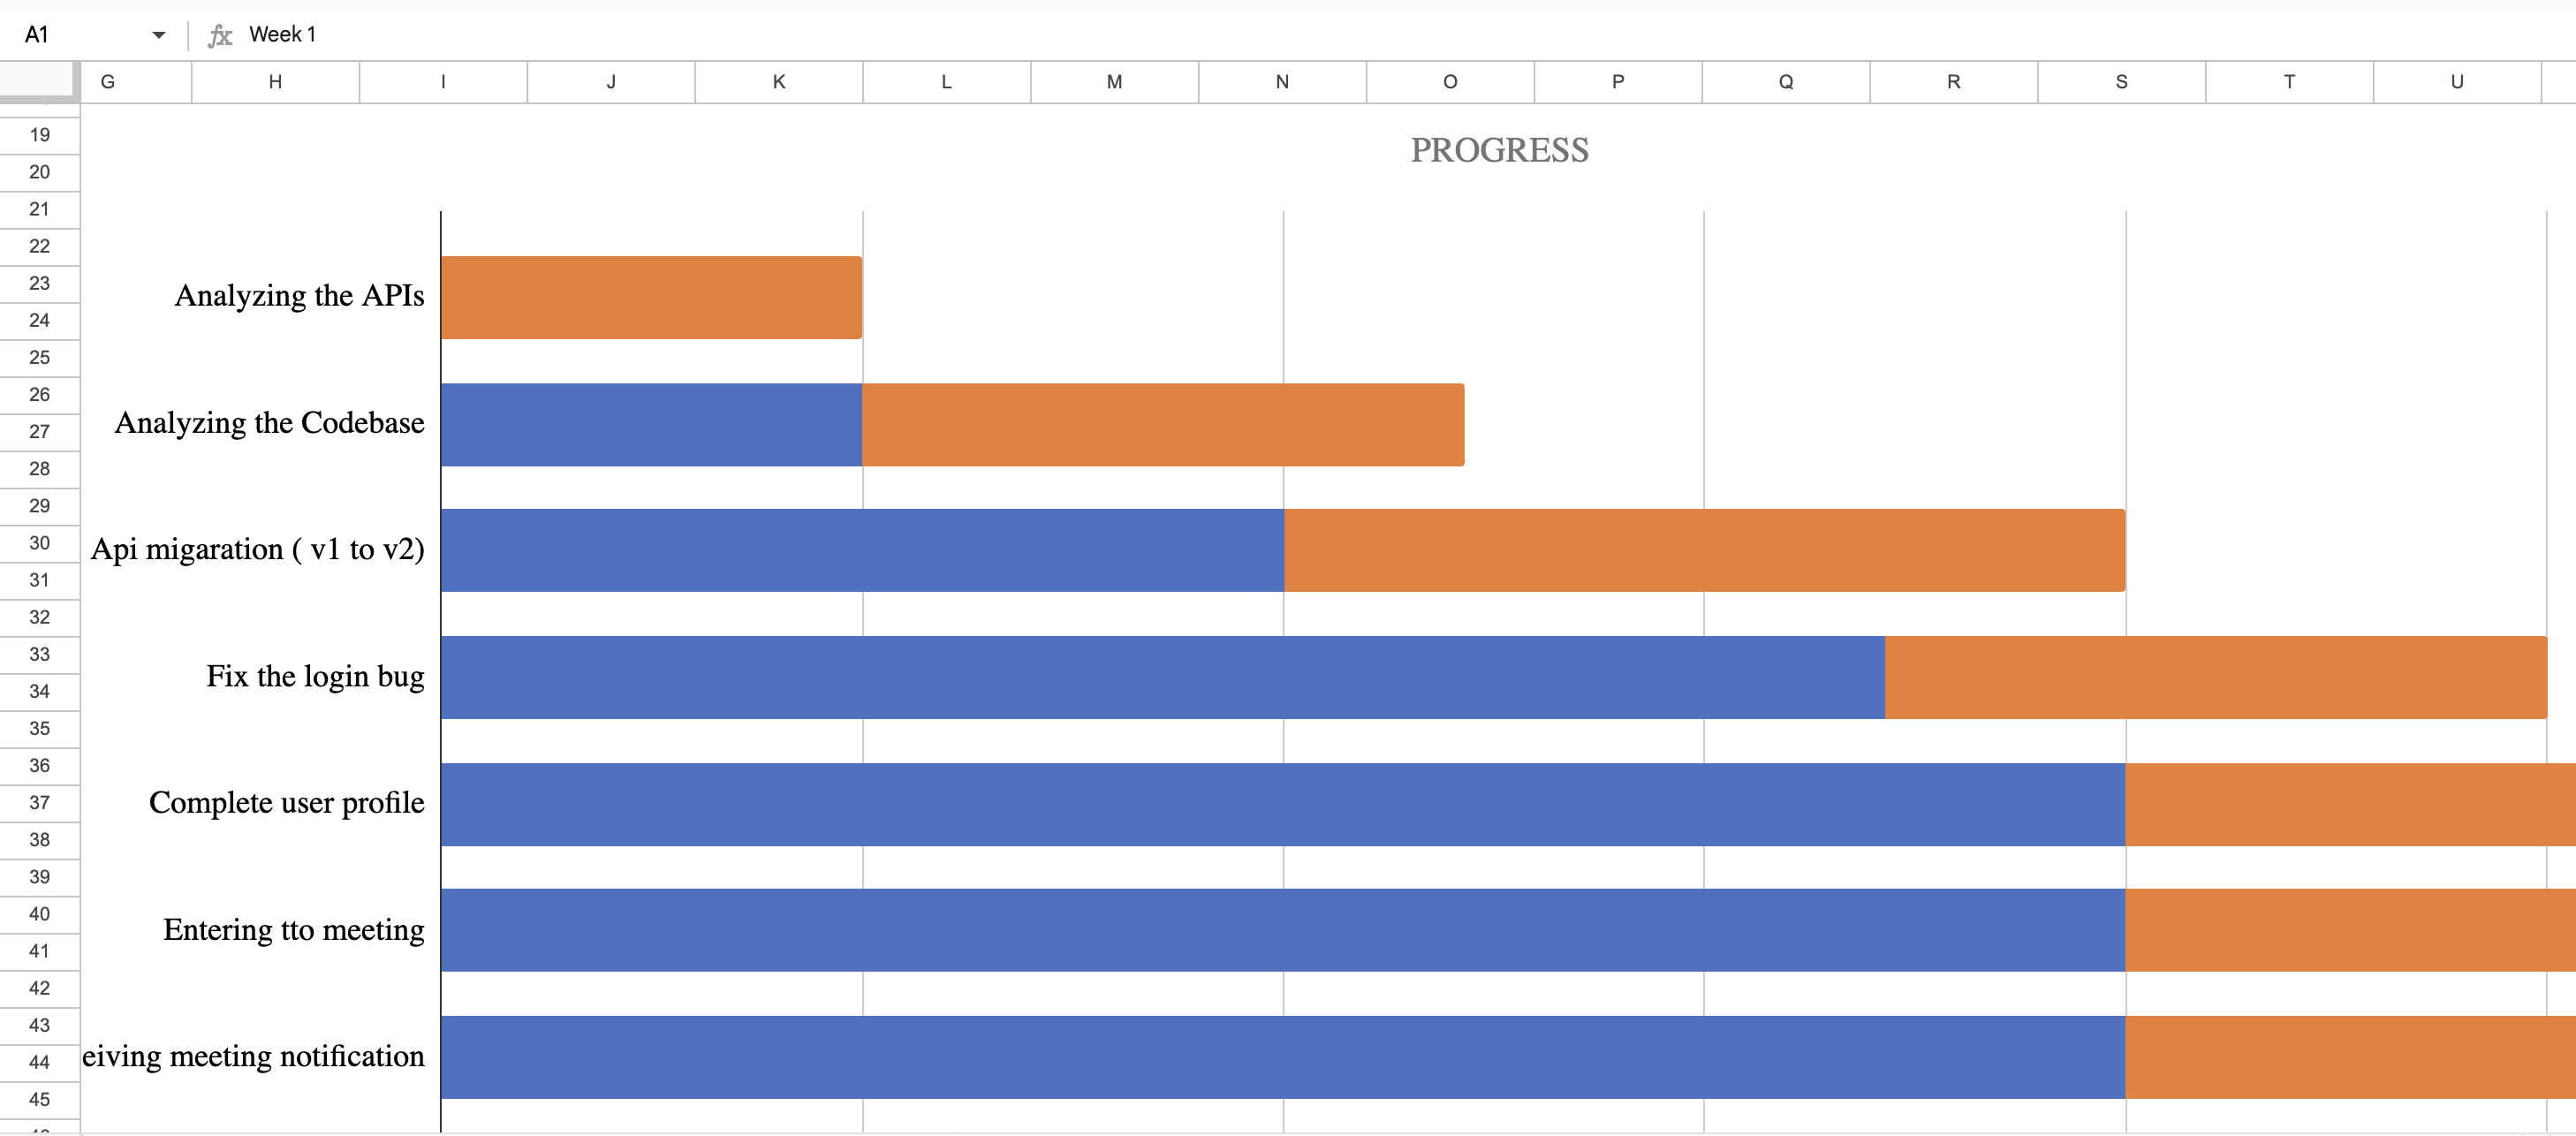 A1 fx Week 1
G H I J K L M N O P Q R S T U
19
PROGRESS
20
21
22
23
Analyzing the APIs
24
25
26
Analyzing the Codebase
27
28
29
30
Api migaration ( v1 to v2)
31
32
33
Fix the login bug
34
35
36
37
Complete user profile
38
39
40
Entering tto meeting
41
42
43
44
eiving meeting notification
45